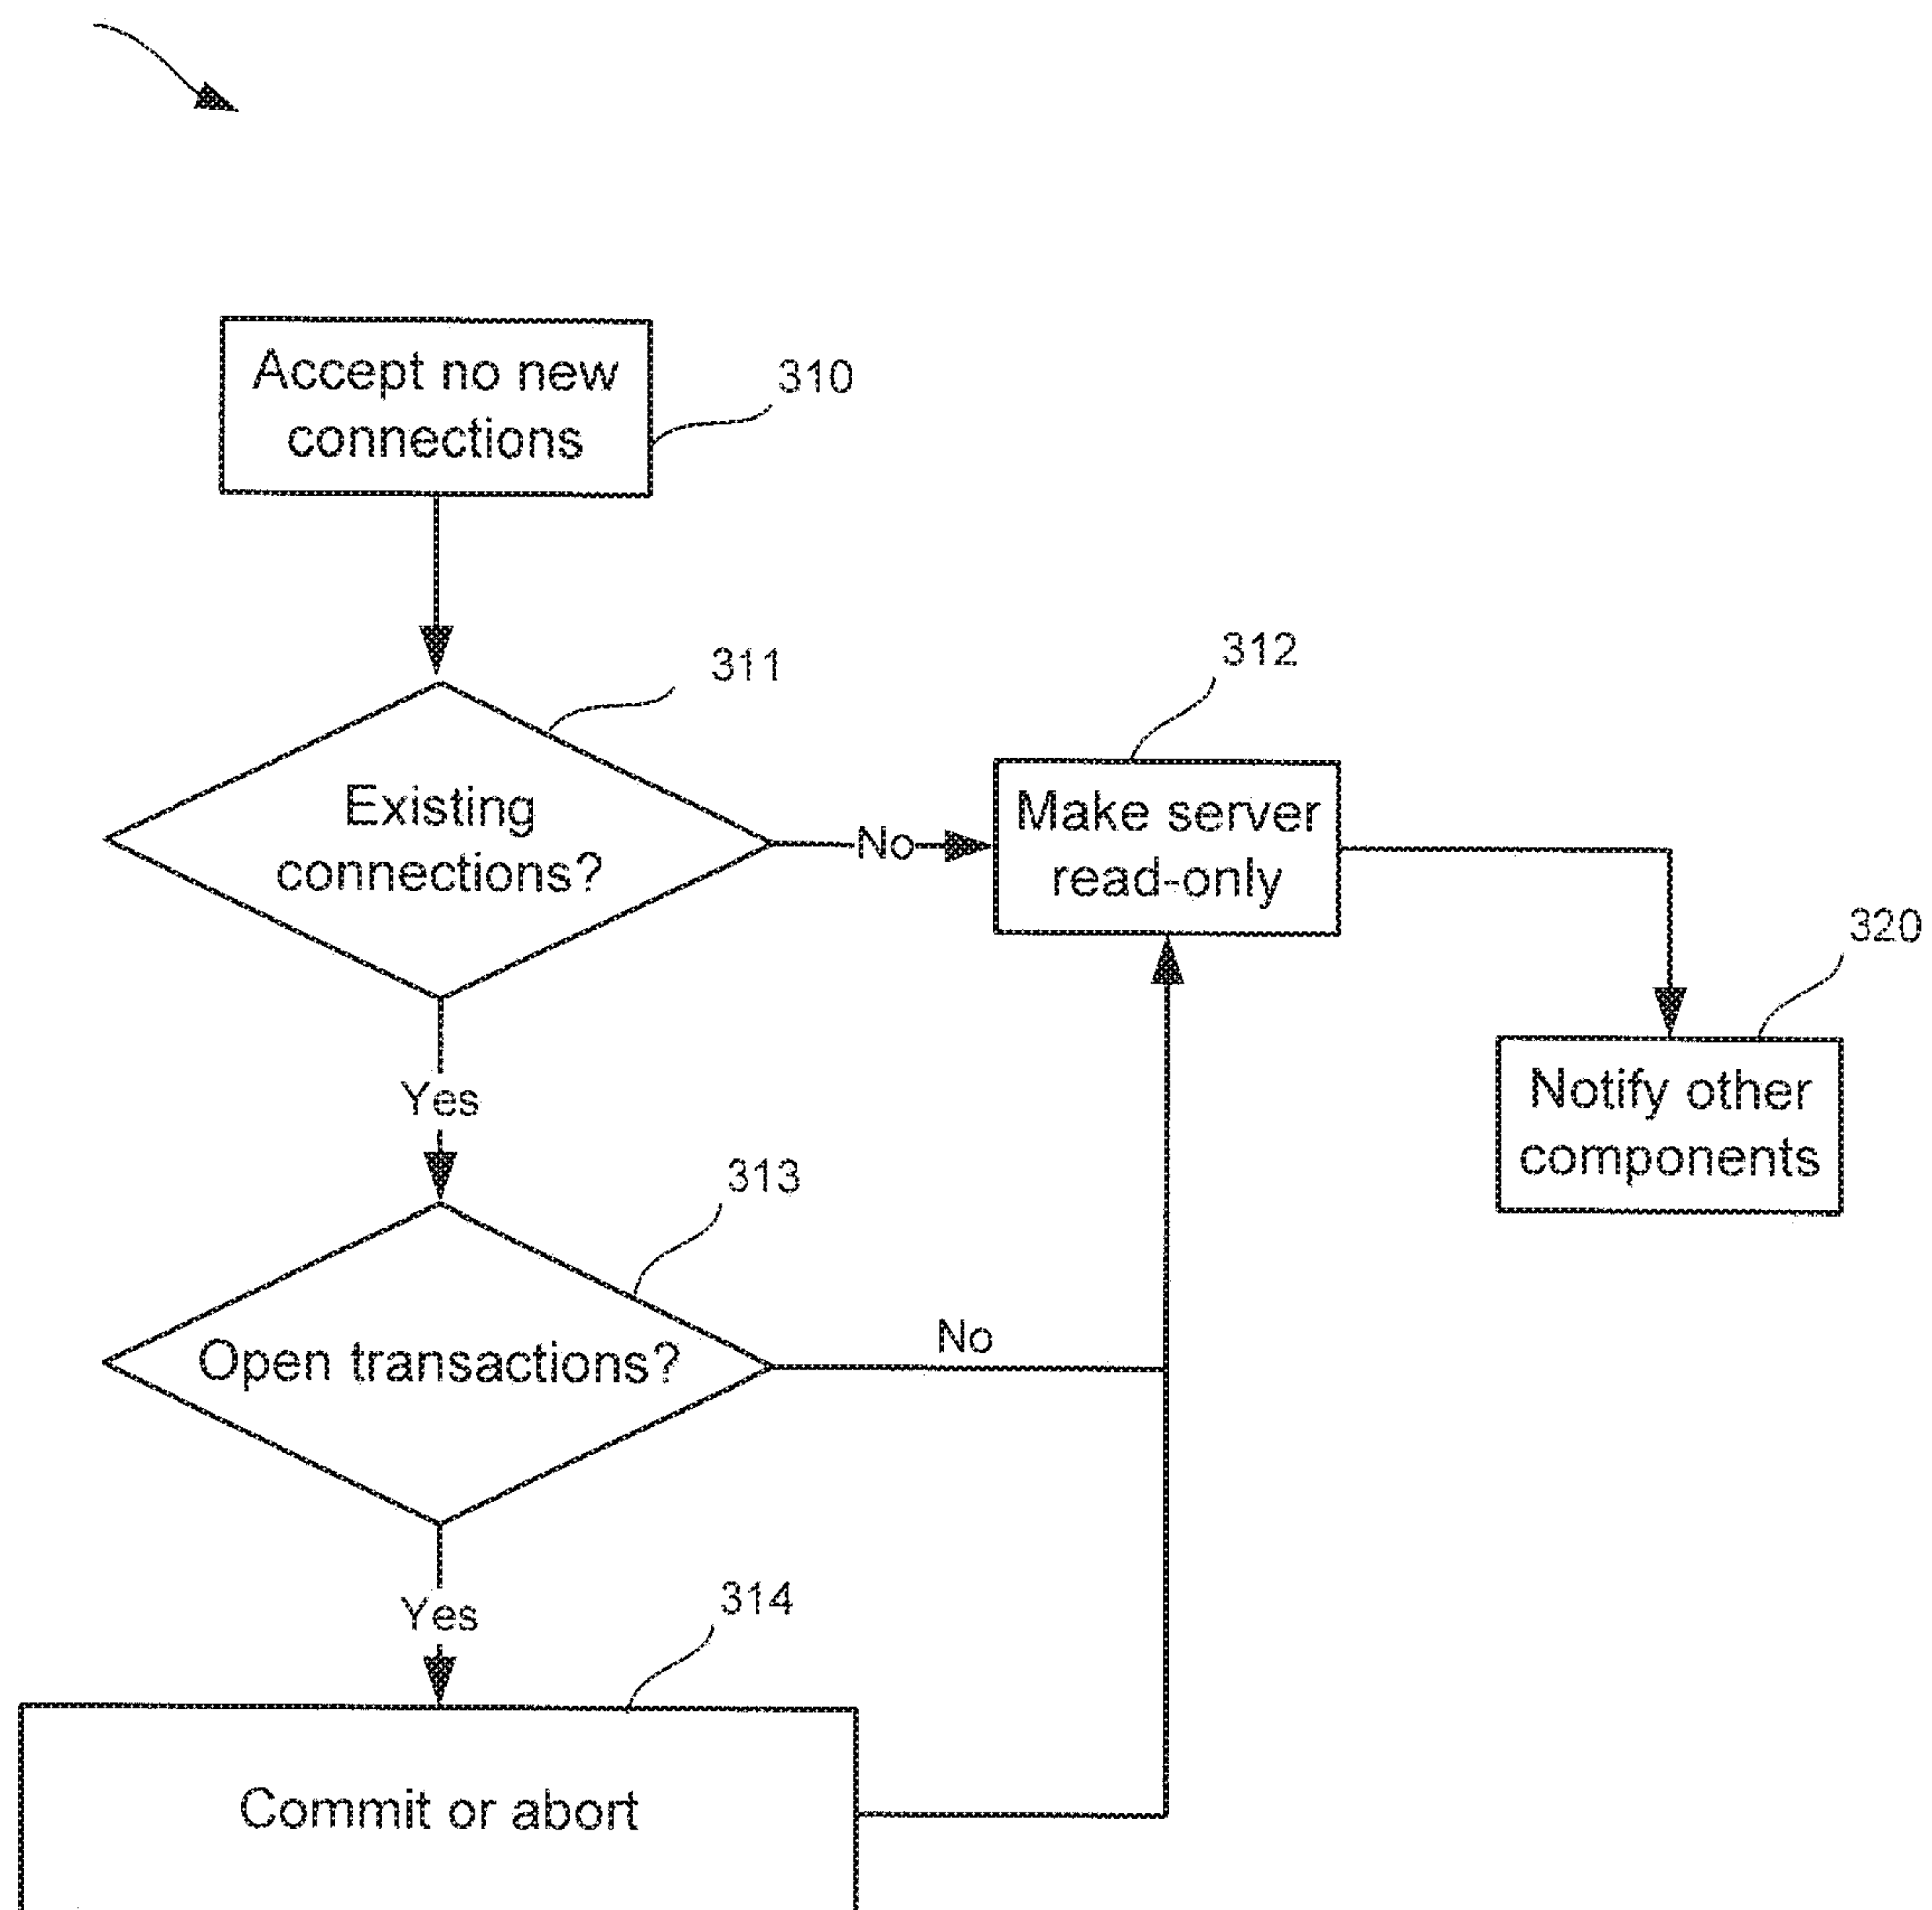 Accept no new
connections
310
311
Existing
connections?
No
312
Make server
read-only
320
Notify other
components
Yes
313
Open transactions?
No
Yes
314
Commit or abort